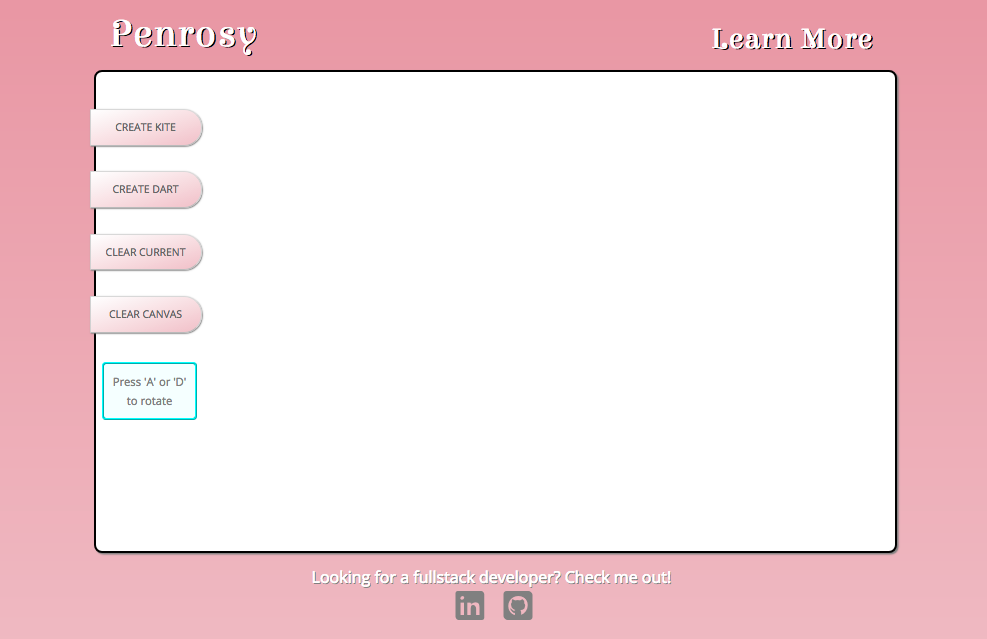 Penrosy
Learn More
CREATE KITE
CREATE DART
CLEAR CURRENT
CLEAR CANVAS
Press 'A' or 'D'
to rotate
Looking for a fullstack developer? Check me out!
in